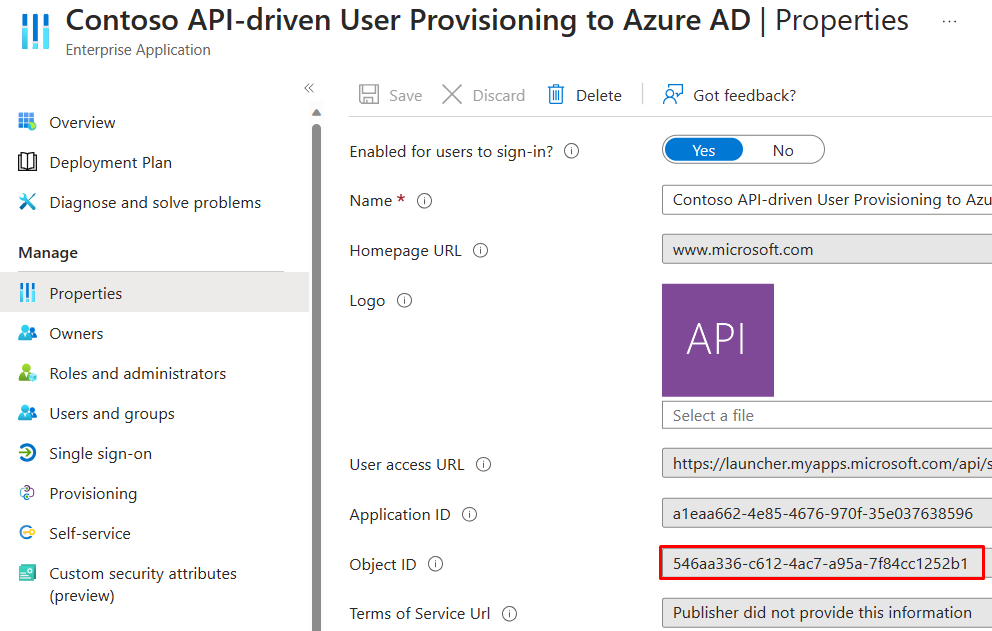 Contoso API-driven User Provisioning to Azure AD | Properties ...
Enterprise Application
«
Save Discard Delete Got feedback?
Overview
Deployment Plan
Diagnose and solve problems
Manage
Properties
Owners
Roles and administrators
Users and groups
Single sign-on
Provisioning
Self-service
Custom security attributes
(preview)
Enabled for users to sign-in? Yes No
Name * Contoso API-driven User Provisioning to Azu
Homepage URL www.microsoft.com
Logo
API
Select a file
User access URL https://launcher.myapps.microsoft.com/api/s
Application ID a1eaa662-4e85-4676-970f-35e037638596
Object ID 546aa336-c612-4ac7-a95a-7f84cc1252b1
Terms of Service Url Publisher did not provide this information